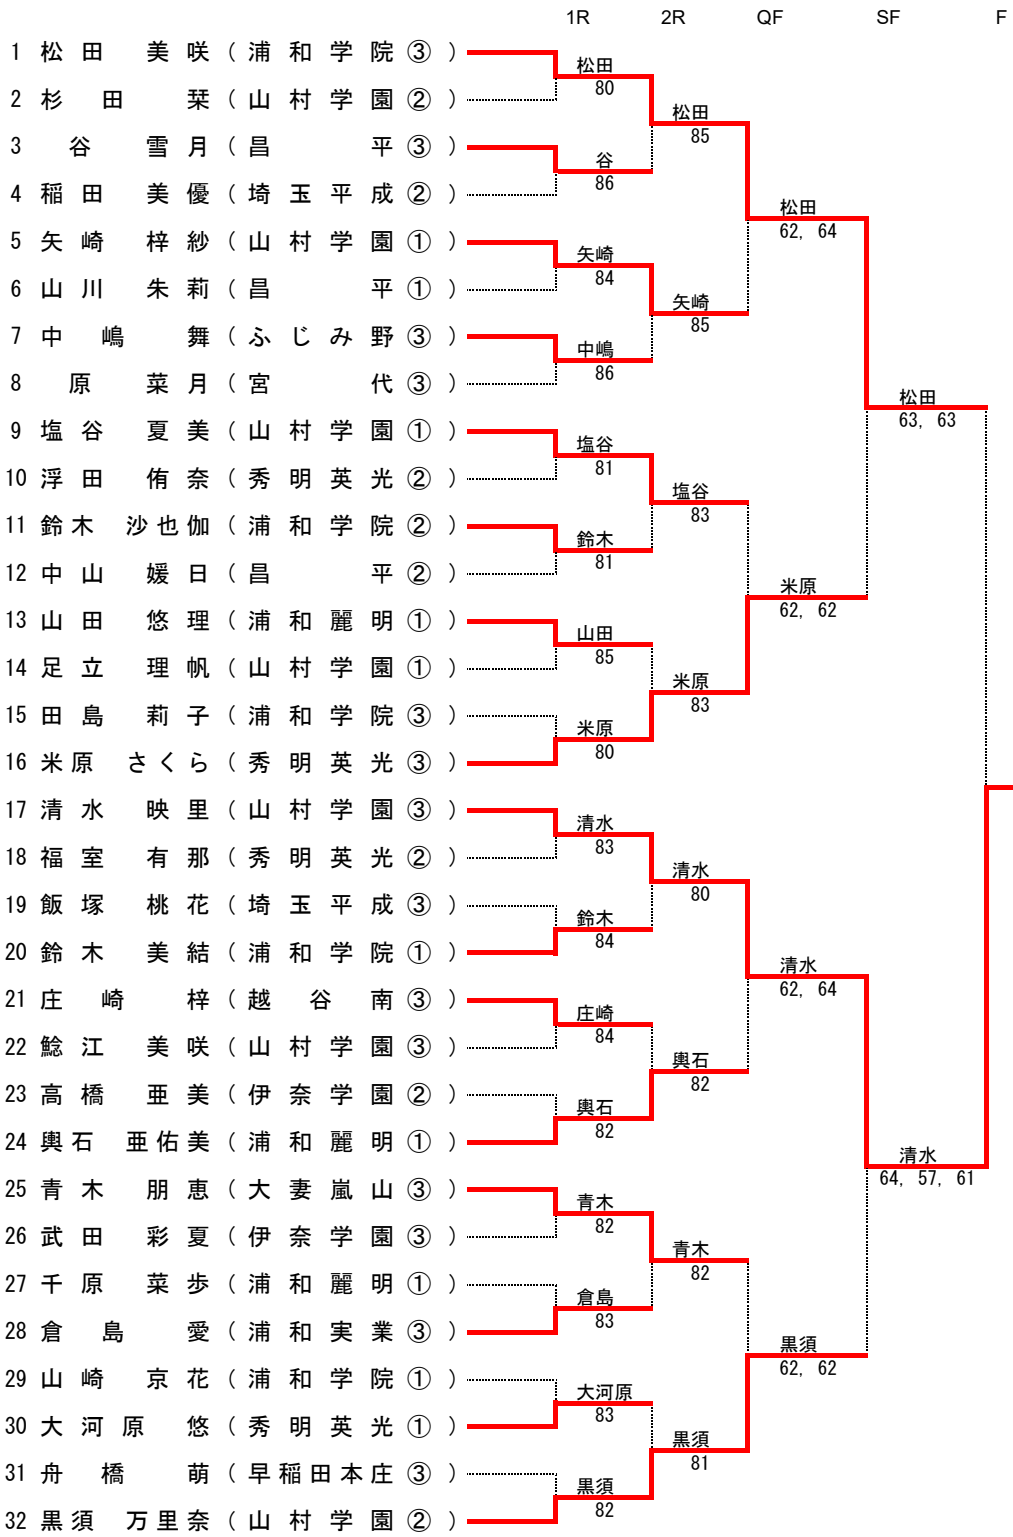 1R 2R QF SF F
1 松田 美咲 ( 浦和学院 ③ )
松田
80
2 杉田 栞 ( 山村学園 ② )
松田
85
3 谷 雪月 ( 昌平 ③ )
谷
86
4 稲田 美優 ( 埼玉平成 ② )
松田
62, 64
5 矢崎 梓紗 ( 山村学園 ① )
矢崎
84
6 山川 朱莉 ( 昌平 ① )
矢崎
85
7 中嶋 舞 ( ふじみ野 ③ )
中嶋
86
8 原 菜月 ( 宮代 ③ )
松田
63, 63
9 塩谷 夏美 ( 山村学園 ① )
塩谷
81
10 浮田 侑奈 ( 秀明英光 ② )
塩谷
83
11 鈴木 沙也伽 ( 浦和学院 ② )
鈴木
81
12 中山 媛日 ( 昌平 ② )
米原
62, 62
13 山田 悠理 ( 浦和麗明 ① )
山田
85
14 足立 理帆 ( 山村学園 ① )
米原
83
15 田島 莉子 ( 浦和学院 ③ )
米原
80
16 米原 さくら ( 秀明英光 ③ )
17 清水 映里 ( 山村学園 ③ )
清水
83
18 福室 有那 ( 秀明英光 ② )
清水
80
19 飯塚 桃花 ( 埼玉平成 ③ )
鈴木
84
20 鈴木 美結 ( 浦和学院 ① )
清水
62, 64
21 庄崎 梓 ( 越谷南 ③ )
庄崎
84
22 鯰江 美咲 ( 山村学園 ③ )
輿石
82
23 高橋 亜美 ( 伊奈学園 ② )
輿石
82
24 輿石 亜佑美 ( 浦和麗明 ① )
清水
64, 57, 61
25 青木 朋恵 ( 大妻嵐山 ③ )
青木
82
26 武田 彩夏 ( 伊奈学園 ③ )
青木
82
27 千原 菜歩 ( 浦和麗明 ① )
倉島
83
28 倉島 愛 ( 浦和実業 ③ )
黒須
62, 62
29 山崎 京花 ( 浦和学院 ① )
大河原
83
30 大河原 悠 ( 秀明英光 ① )
黒須
81
31 舟橋 萌 ( 早稲田本庄 ③ )
黒須
82
32 黒須 万里奈 ( 山村学園 ② )